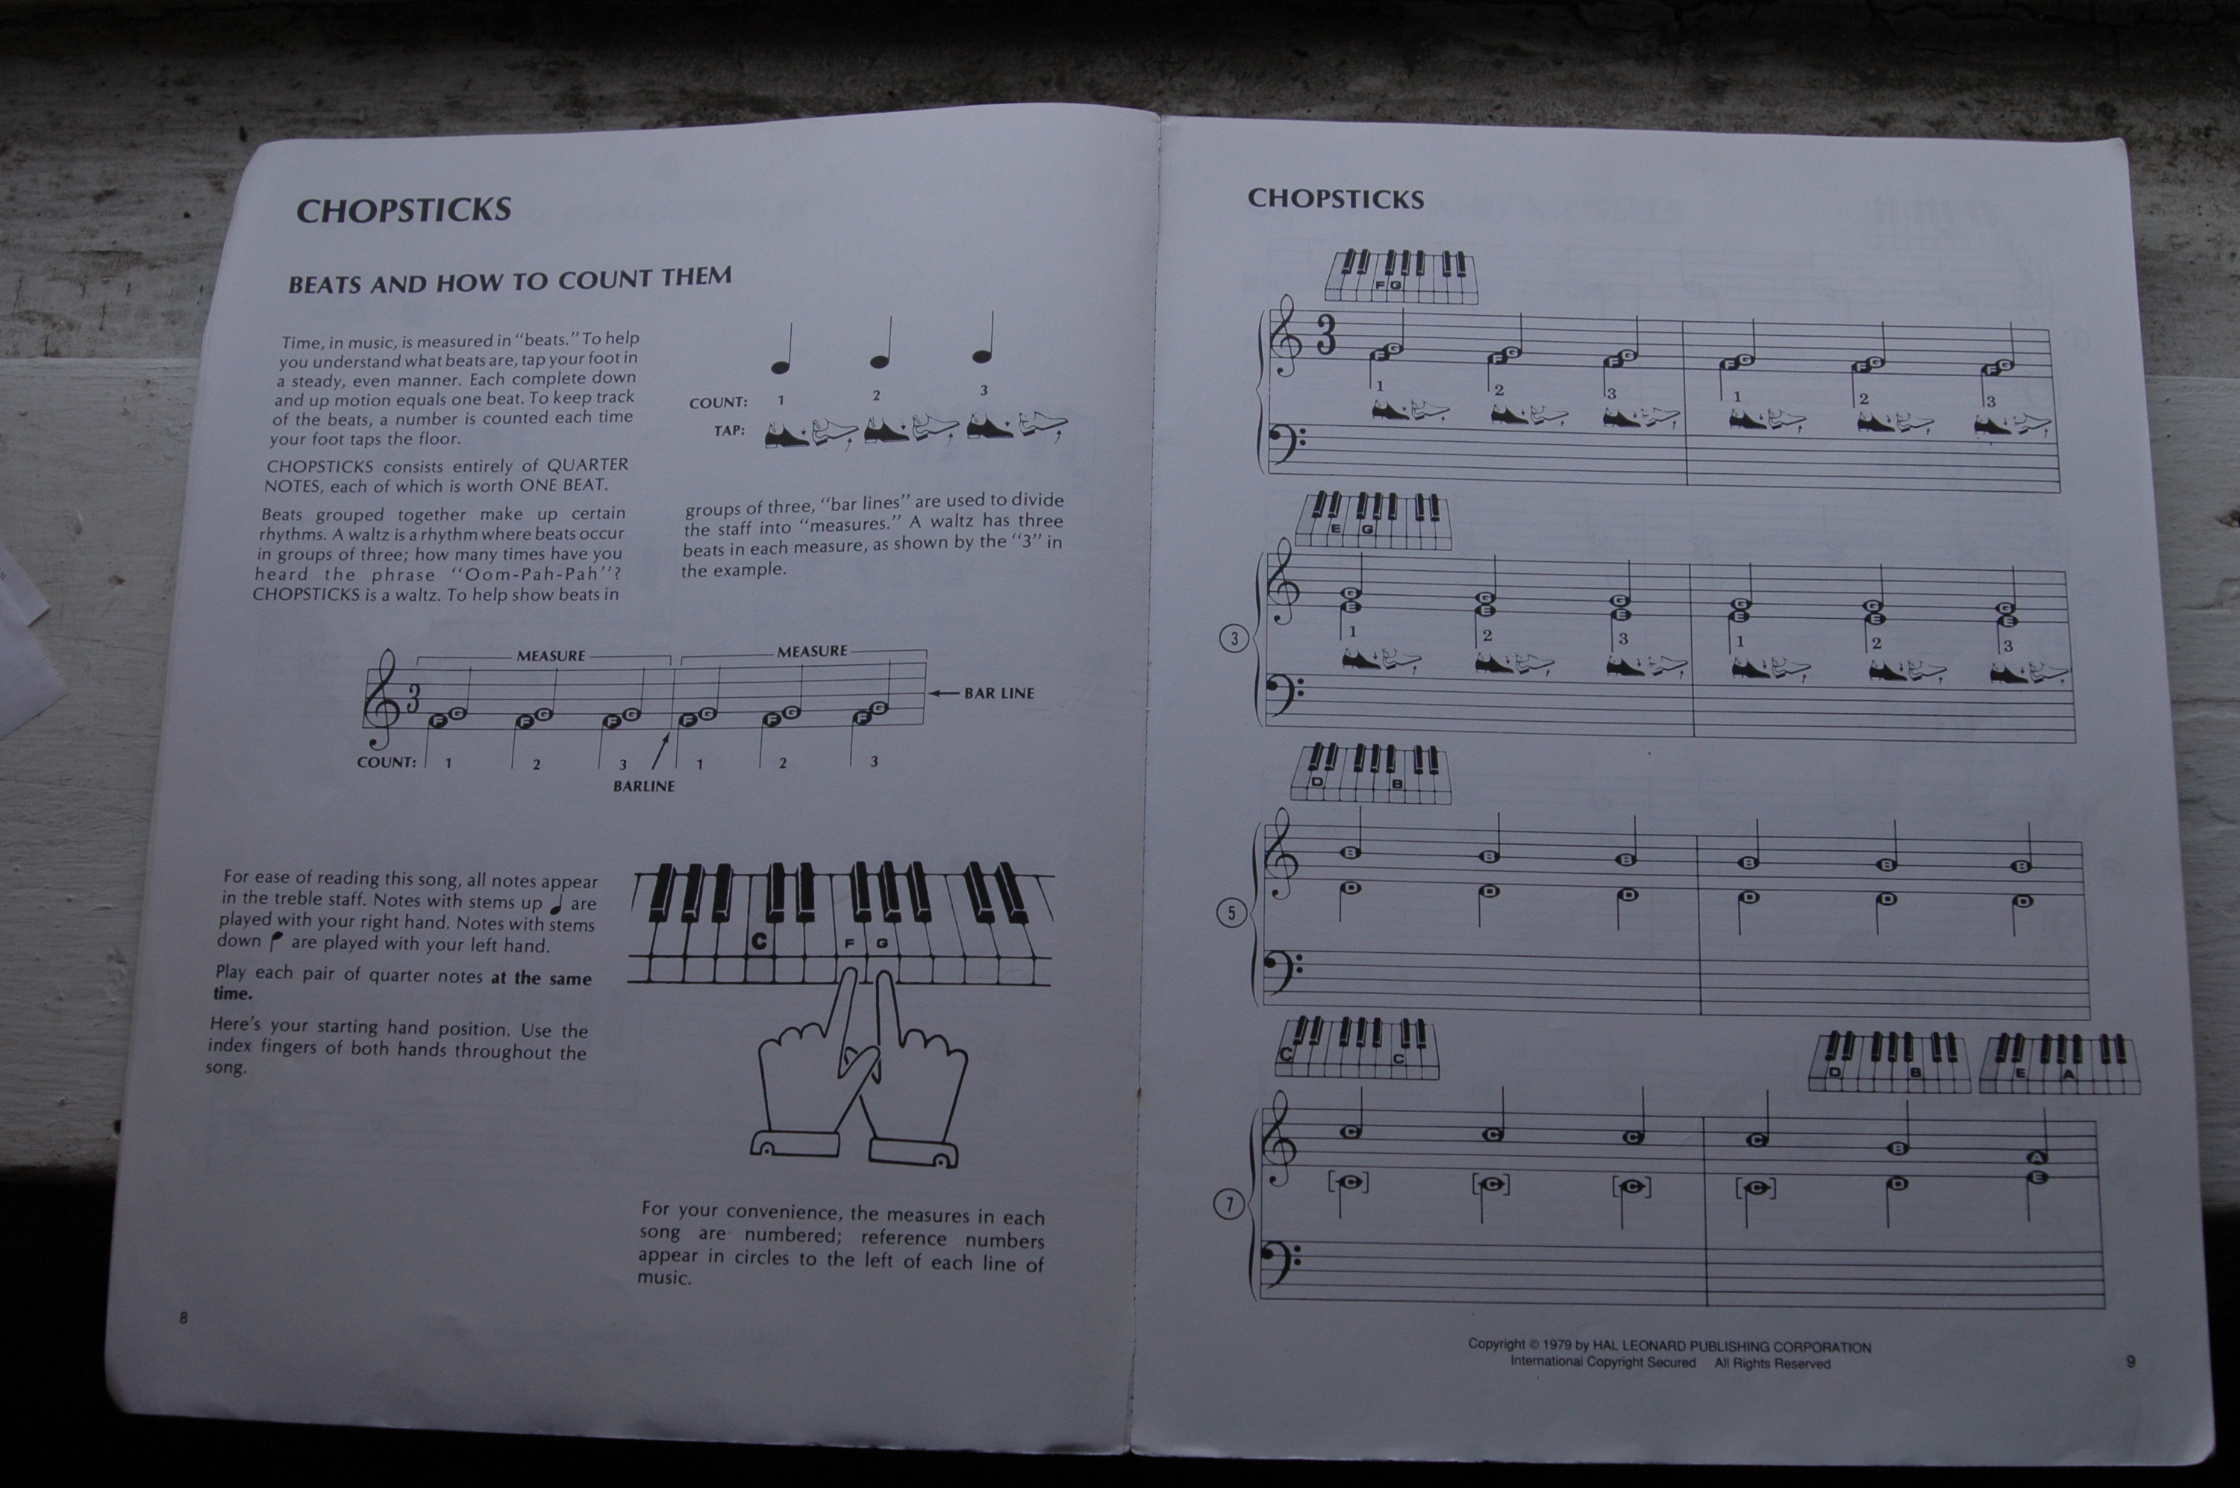 CHOPSTICKS
BEATS AND HOW TO COUNT THEM
Time, in music, is measured in “beats.” To help
you understand what beats are, tap your foot in
a steady, even manner. Each complete down
and up motion equals one beat. To keep track
of the beats, a number is counted each time
your foot taps the floor.
CHOPSTICKS consists entirely of QUARTER
NOTES, each of which is worth ONE BEAT.
Beats grouped together make up certain
rhythms. A waltz is a rhythm where beats occur
in groups of three; how many times have you
heard the phrase “Oom-Pah-Pah”?
CHOPSTICKS is a waltz. To help show beats in
COUNT: 1 2 3
TAP:
groups of three, “bar lines” are used to divide
the staff into “measures.” A waltz has three
beats in each measure, as shown by the “3” in
the example.
MEASURE MEASURE
3
F G F G F G F G F G F G
BAR LINE
COUNT: 1 2 3 1 2 3
BARLINE
For ease of reading this song, all notes appear
in the treble staff. Notes with stems up are
played with your right hand. Notes with stems
down are played with your left hand.
Play each pair of quarter notes at the same
time.
Here's your starting hand position. Use the
index fingers of both hands throughout the
song.
C F G
For your convenience, the measures in each
song are numbered; reference numbers
appear in circles to the left of each line of
music.
8
CHOPSTICKS
F G
3
F G F G F G F G F G F G
1 2 3 1 2 3
E G
G G G G G G
E E E E E E
3
1 2 3 1 2 3
D B
B B B B B B
D D D D D D
5
C C D B E A
C C C C B A
[C] [C] [C] [C] D E
7
Copyright © 1979 by HAL LEONARD PUBLISHING CORPORATION
International Copyright Secured All Rights Reserved
9